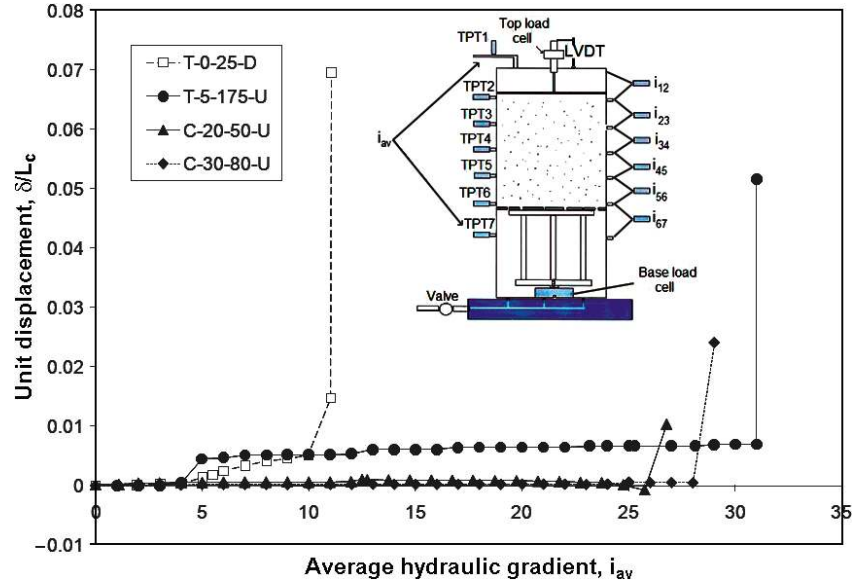 0.08
0.07
0.06
0.05
0.04
0.03
0.02
0.01
0
−0.01
Unit displacement, δ/Lc
T-0-25-D
T-5-175-U
C-20-50-U
C-30-80-U
Top load
cell
TPT1
LVDT
TPT2
TPT3
TPT4
TPT5
TPT6
TPT7
iav
i12
i23
i34
i45
i56
i67
Base load
cell
Valve
0 5 10 15 20 25 30 35
Average hydraulic gradient, iav